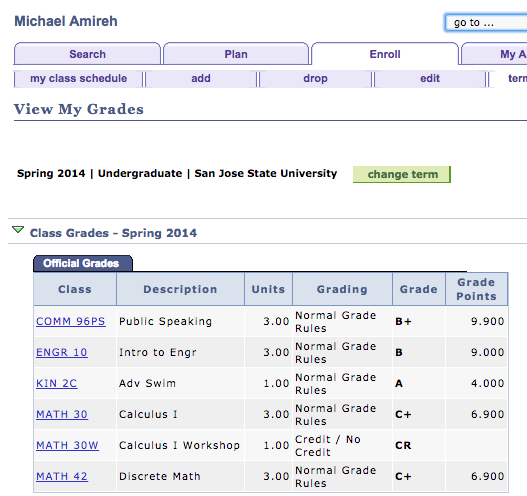 Michael Amireh
go to ...
Search Plan Enroll My A
my class schedule add drop edit tern
View My Grades
Spring 2014 | Undergraduate | San Jose State University change term
Class Grades - Spring 2014
Official Grades
Class Description Units Grading Grade Grade Points
COMM 96PS Public Speaking 3.00 Normal Grade Rules B+ 9.900
ENGR 10 Intro to Engr 3.00 Normal Grade Rules B 9.000
KIN 2C Adv Swim 1.00 Normal Grade Rules A 4.000
MATH 30 Calculus I 3.00 Normal Grade Rules C+ 6.900
MATH 30W Calculus I Workshop 1.00 Credit / No Credit CR
MATH 42 Discrete Math 3.00 Normal Grade Rules C+ 6.900